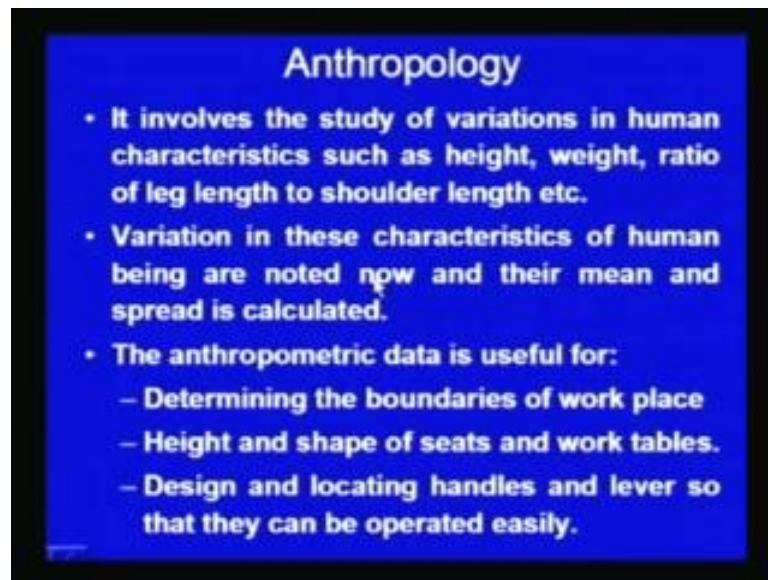 Anthropology
• It involves the study of variations in human
characteristics such as height, weight, ratio
of leg length to shoulder length etc.
• Variation in these characteristics of human
being are noted now and their mean and
spread is calculated.
• The anthropometric data is useful for:
– Determining the boundaries of work place
– Height and shape of seats and work tables.
– Design and locating handles and lever so
that they can be operated easily.